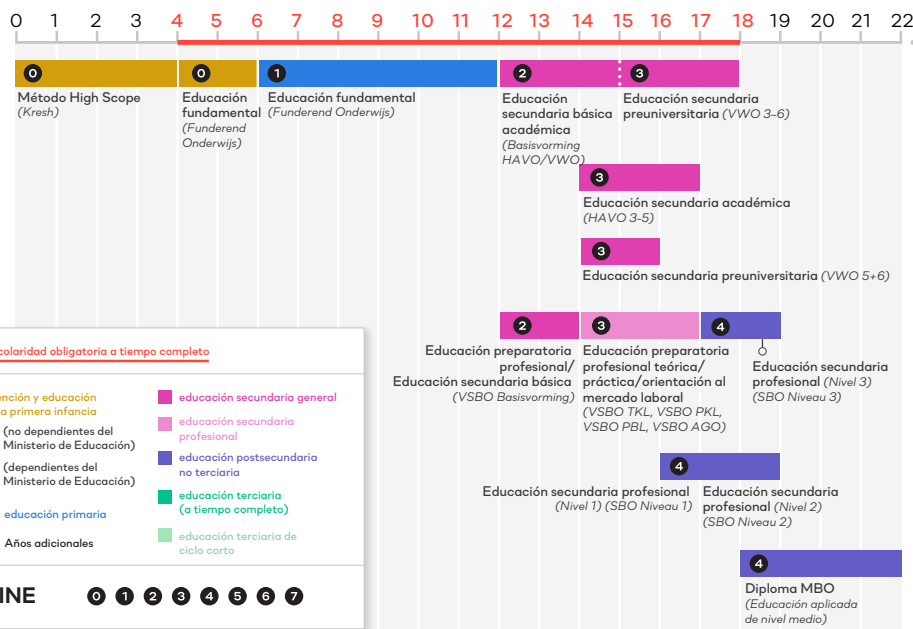 0 1 2 3 4 5 6 7 8 9 10 11 12 13 14 15 16 17 18 19 20 21 22
0 0 1 2 3
Método High Scope
(Kresh)
Educación
fundamental
(Funderend
Onderwijs)
Educación fundamental
(Funderend Onderwijs)
Educación
secundaria básica
académica
(Basisvorming
HAVO/VWO)
Educación secundaria
preuniversitaria (VWO 3-6)
3
Educación secundaria académica
(HAVO 3-5)
3
Educación secundaria preuniversitaria (VWO 5+6)
2 3 4
Educación preparatoria
profesional/
Educación secundaria básica
(VSBO Basisvorming)
Educación preparatoria
profesional teórica/
práctica/orientación al
mercado laboral
(VSBO TKL, VSBO PKL,
VSBO PBL, VSBO AGO)
Educación secundaria
profesional (Nivel 3)
(SBO Niveau 3)
4
Educación secundaria profesional
(Nivel 1) (SBO Niveau 1)
Educación secundaria
profesional (Nivel 2)
(SBO Niveau 2)
4
Diploma MBO
(Educación aplicada
de nivel medio)
colaridad obligatoria a tiempo completo
nción y educación
a primera infancia
(no dependientes del
Ministerio de Educación)
(dependientes del
Ministerio de Educación)
educación primaria
Años adicionales
educación secundaria general
educación secundaria
profesional
educación postsecundaria
no terciaria
educación terciaria
(a tiempo completo)
educación terciaria de
ciclo corto
INE 0 1 2 3 4 5 6 7